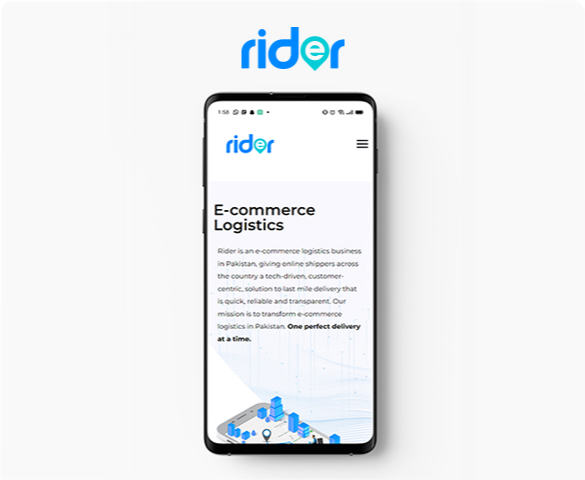 rider
1:58
rider
E-commerce
Logistics
Rider is an e-commerce logistics business
in Pakistan, giving online shippers across
the country a tech-driven, customer-
centric, solution to last mile delivery that
is quick, reliable and transparent. Our
mission is to transform e-commerce
logistics in Pakistan. One perfect delivery
at a time.